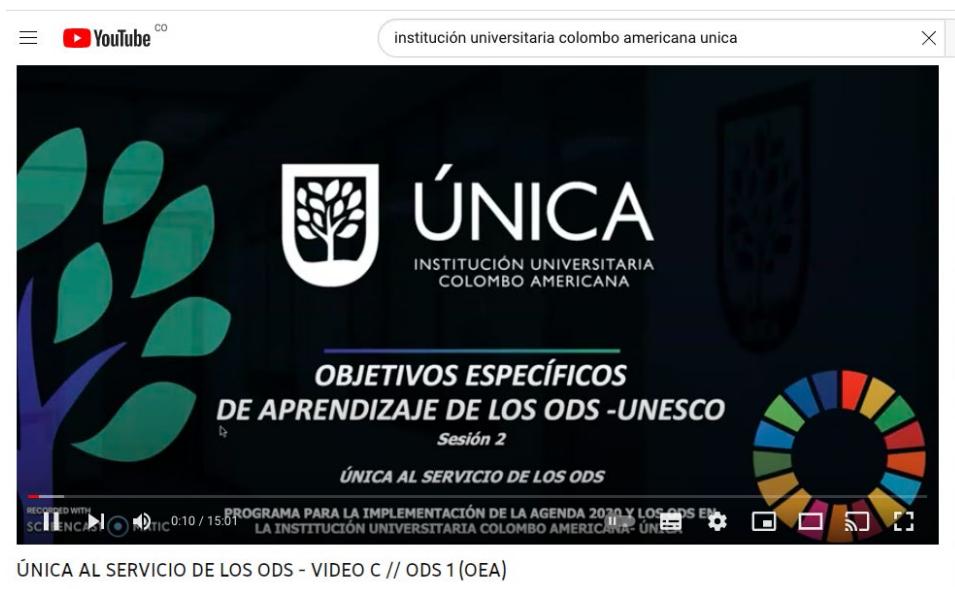 YouTube CO
institución universitaria colombo americana unica
ÚNICA
INSTITUCIÓN UNIVERSITARIA
COLOMBO AMERICANA
OBJETIVOS ESPECÍFICOS
DE APRENDIZAJE DE LOS ODS -UNESCO
Sesión 2
ÚNICA AL SERVICIO DE LOS ODS
RECORDED WITH
0:10 / 15:01
PROGRAMA PARA LA IMPLEMENTACIÓN DE LA AGENDA 2030 Y LOS ODS EN
LA INSTITUCIÓN UNIVERSITARIA COLOMBO AMERICANA- ÚNICA
ÚNICA AL SERVICIO DE LOS ODS - VIDEO C // ODS 1 (OEA)